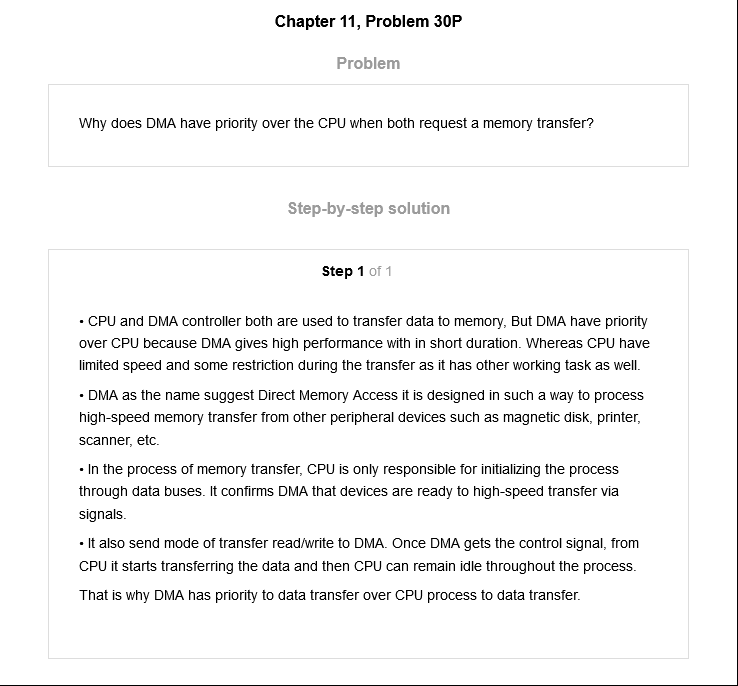 Chapter 11, Problem 30P
Problem
Why does DMA have priority over the CPU when both request a memory transfer?
Step-by-step solution
Step 1 of 1
• CPU and DMA controller both are used to transfer data to memory, But DMA have priority
over CPU because DMA gives high performance with in short duration. Whereas CPU have
limited speed and some restriction during the transfer as it has other working task as well.
• DMA as the name suggest Direct Memory Access it is designed in such a way to process
high-speed memory transfer from other peripheral devices such as magnetic disk, printer,
scanner, etc.
• In the process of memory transfer, CPU is only responsible for initializing the process
through data buses. It confirms DMA that devices are ready to high-speed transfer via
signals.
• It also send mode of transfer read/write to DMA. Once DMA gets the control signal, from
CPU it starts transferring the data and then CPU can remain idle throughout the process.
That is why DMA has priority to data transfer over CPU process to data transfer.